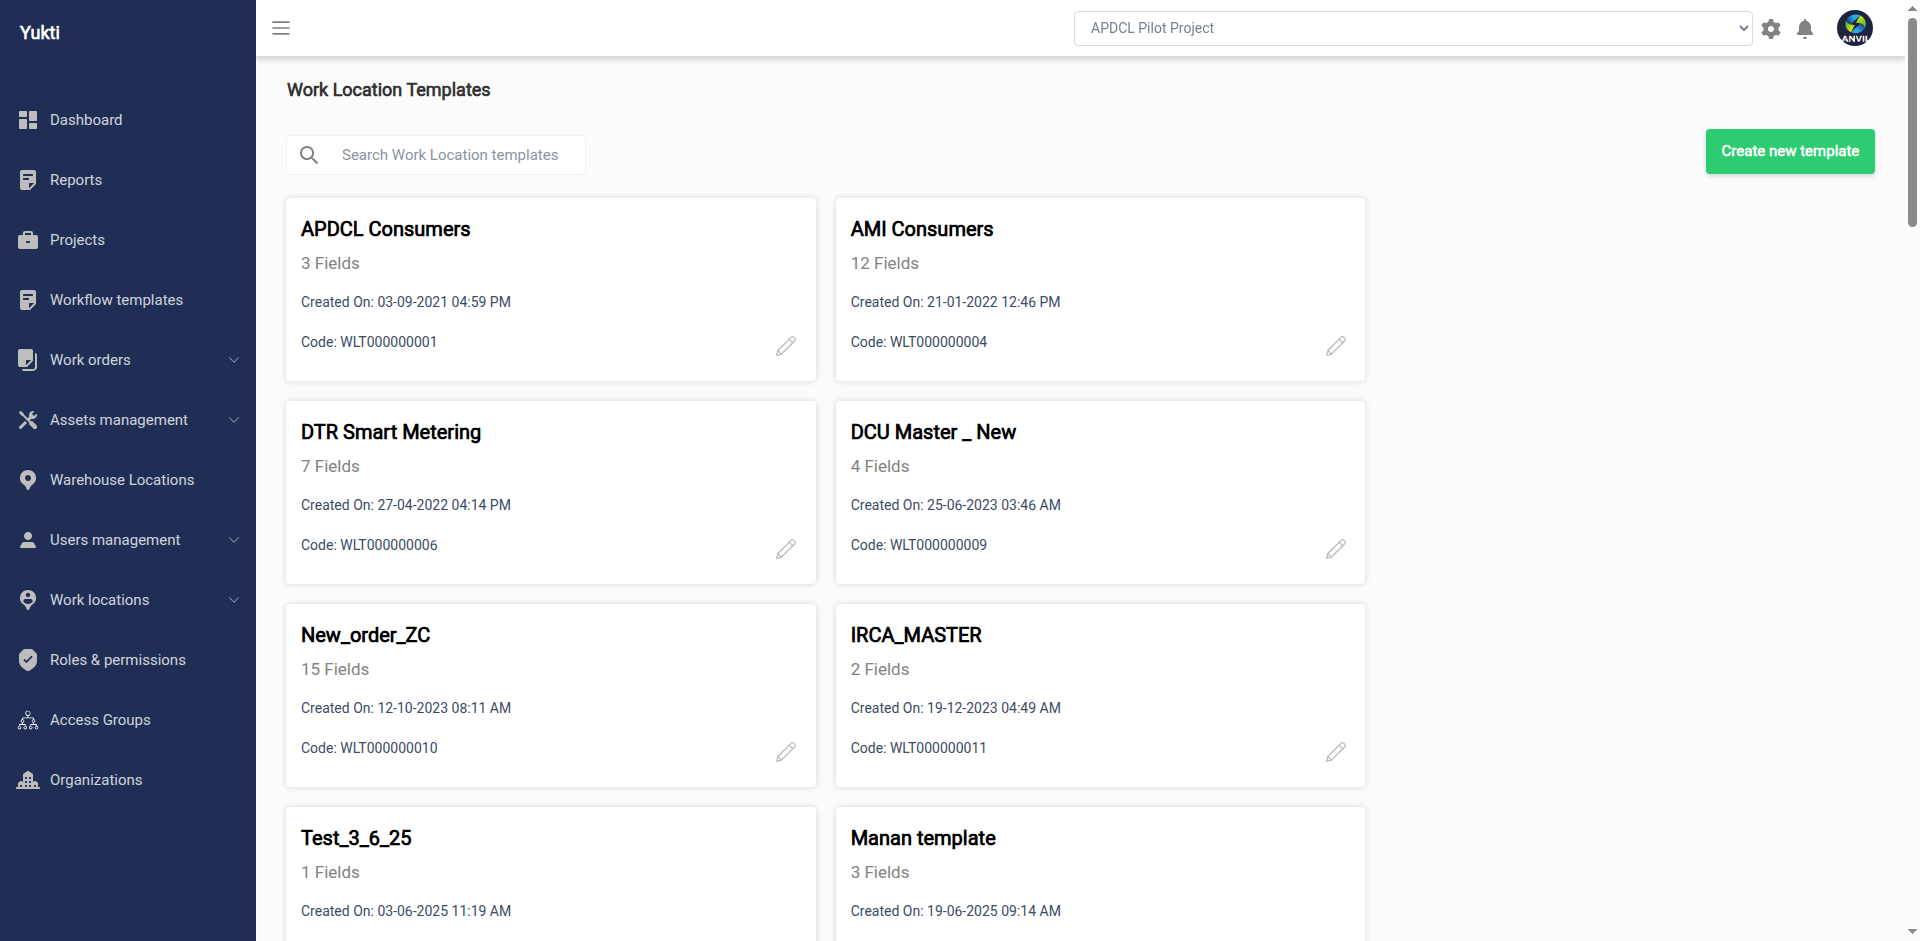 Yukti
APDCL Pilot Project
ANVIL
Dashboard
Reports
Projects
Workflow templates
Work orders
Assets management
Warehouse Locations
Users management
Work locations
Roles & permissions
Access Groups
Organizations
Work Location Templates
Search Work Location templates
Create new template
APDCL Consumers
3 Fields
Created On: 03-09-2021 04:59 PM
Code: WLT000000001
AMI Consumers
12 Fields
Created On: 21-01-2022 12:46 PM
Code: WLT000000004
DTR Smart Metering
7 Fields
Created On: 27-04-2022 04:14 PM
Code: WLT000000006
DCU Master _ New
4 Fields
Created On: 25-06-2023 03:46 AM
Code: WLT000000009
New_order_ZC
15 Fields
Created On: 12-10-2023 08:11 AM
Code: WLT000000010
IRCA_MASTER
2 Fields
Created On: 19-12-2023 04:49 AM
Code: WLT000000011
Test_3_6_25
1 Fields
Created On: 03-06-2025 11:19 AM
Manan template
3 Fields
Created On: 19-06-2025 09:14 AM